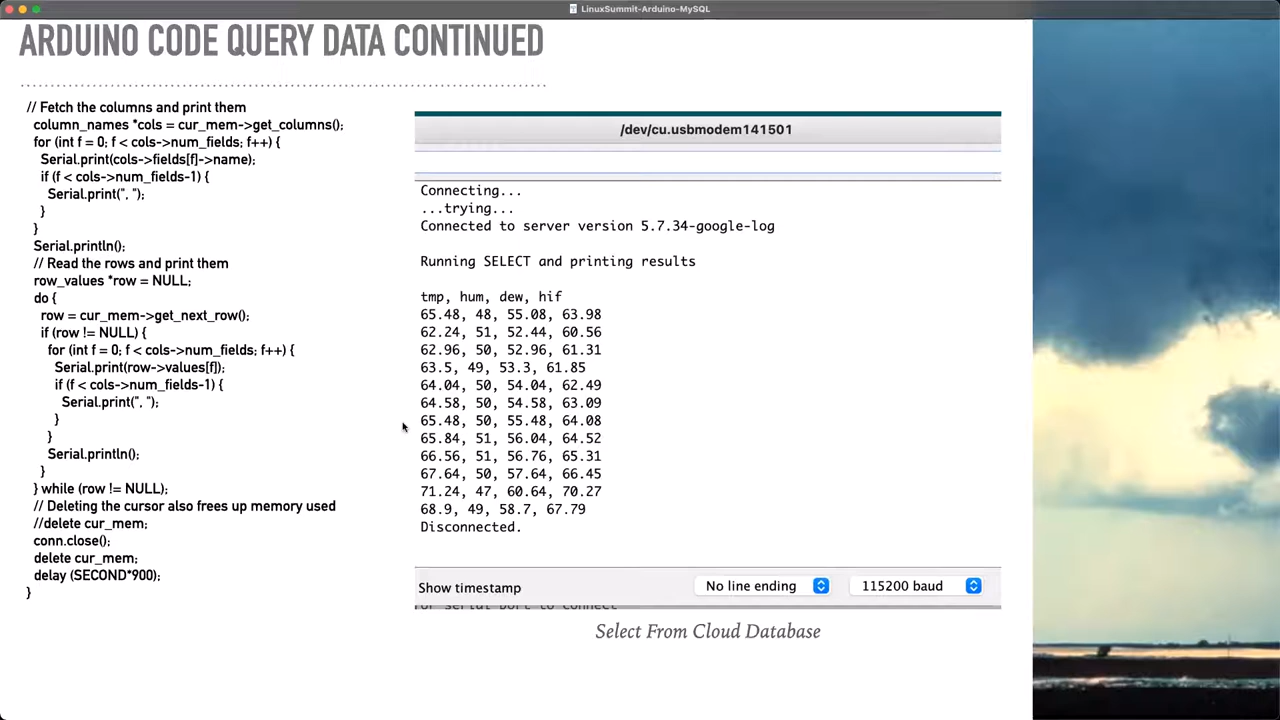 LinuxSummit-Arduino-MySQL
ARDUINO CODE QUERY DATA CONTINUED
// Fetch the columns and print them
column_names *cols = cur_mem->get_columns();
for (int f = 0; f < cols->num_fields; f++) {
Serial.print(cols->fields[f]->name);
if (f < cols->num_fields-1) {
Serial.print(", ");
}
}
Serial.println();
// Read the rows and print them
row_values *row = NULL;
do {
row = cur_mem->get_next_row();
if (row != NULL) {
for (int f = 0; f < cols->num_fields; f++) {
Serial.print(row->values[f]);
if (f < cols->num_fields-1) {
Serial.print(", ");
}
}
Serial.println();
}
} while (row != NULL);
// Deleting the cursor also frees up memory used
//delete cur_mem;
conn.close();
delete cur_mem;
delay (SECOND*900);
}
/dev/cu.usbmodem141501
Connecting...
...trying...
Connected to server version 5.7.34-google-log
Running SELECT and printing results
tmp, hum, dew, hif
65.48, 48, 55.08, 63.98
62.24, 51, 52.44, 60.56
62.96, 50, 52.96, 61.31
63.5, 49, 53.3, 61.85
64.04, 50, 54.04, 62.49
64.58, 50, 54.58, 63.09
65.48, 50, 55.48, 64.08
65.84, 51, 56.04, 64.52
66.56, 51, 56.76, 65.31
67.64, 50, 57.64, 66.45
71.24, 47, 60.64, 70.27
68.9, 49, 58.7, 67.79
Disconnected.
Show timestamp
No line ending
115200 baud
for serial port to connect
Select From Cloud Database